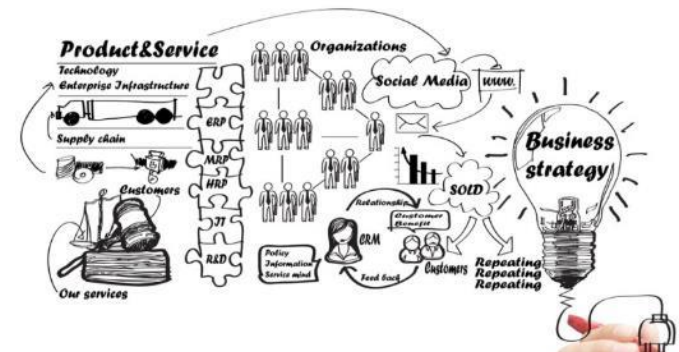 Product&Service
Technology
Enterprise Infrastructure
Supply chain
Customers
Our services
ERP
MRP
HRP
IT
R&D
Organizations
Social Media
www.
SOLD
Relationship
Customer
Benefit
CRM
Policy
Information
Service mind
Feed back
Customers
Repeating
Repeating
Repeating
Business
strategy